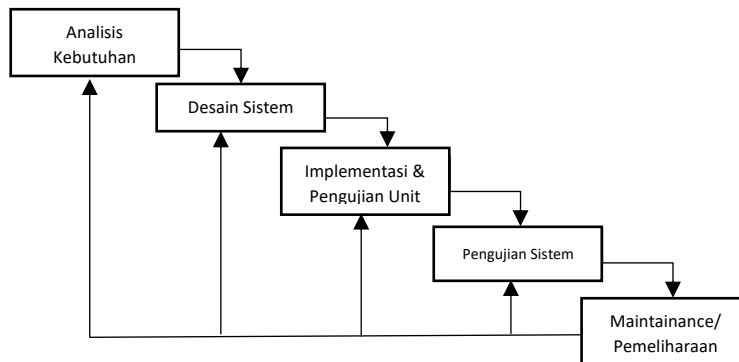 Analisis
Kebutuhan
Desain Sistem
Implementasi &
Pengujian Unit
Pengujian Sistem
Maintainance/
Pemeliharaan